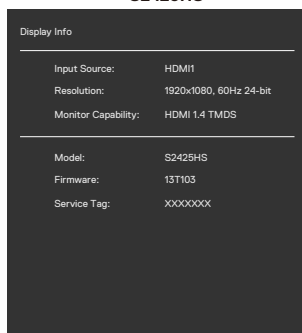 Display Info
Input Source: HDMI1
Resolution: 1920x1080, 60Hz 24-bit
Monitor Capability: HDMI 1.4 TMDS
Model: S2425HS
Firmware: 13T103
Service Tag: XXXXXXX